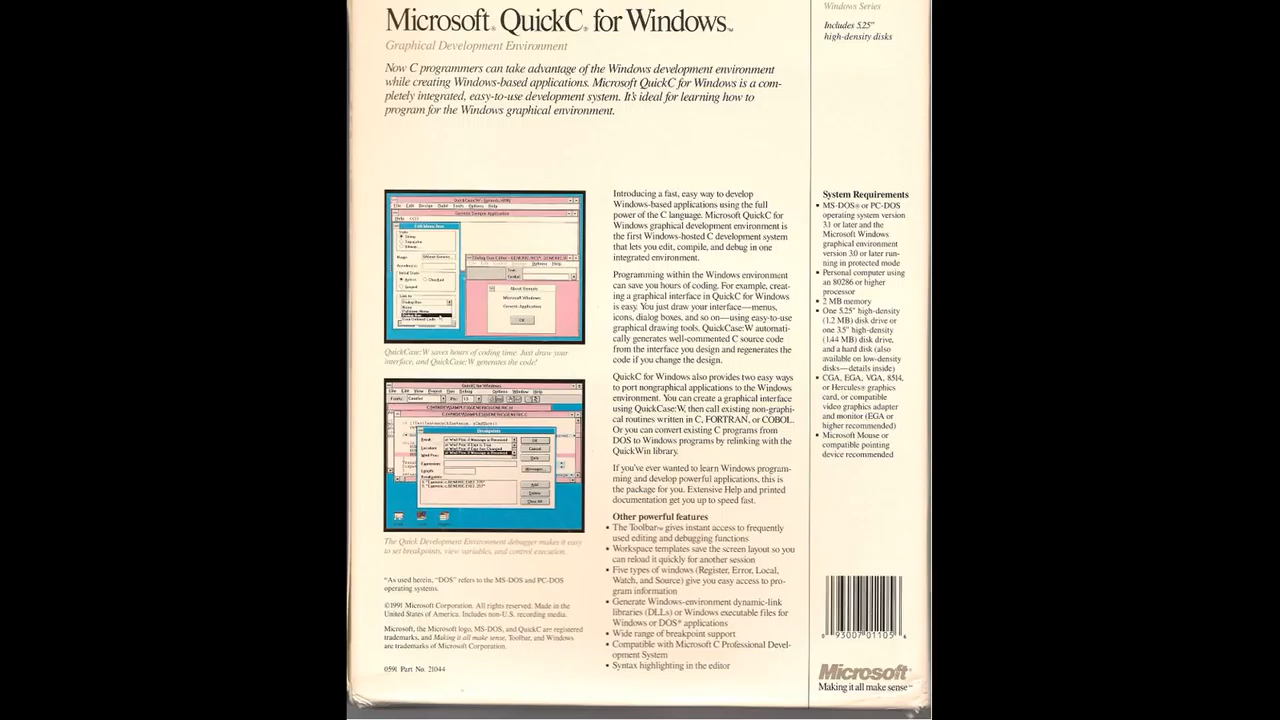 Microsoft® QuickC® for Windows™
Graphical Development Environment
Now C programmers can take advantage of the Windows development environment
while creating Windows-based applications. Microsoft QuickC for Windows is a com-
pletely integrated, easy-to-use development system. It's ideal for learning how to
program for the Windows graphical environment.
Windows Series
Includes 5.25"
high-density disks
QuickCase:W saves hours of coding time. Just draw your
interface, and QuickCase:W generates the code!
QuickC for Windows
Breakpoints
The Quick Development Environment debugger makes it easy
to set breakpoints, view variables, and control execution.
*As used herein, "DOS" refers to the MS-DOS and PC-DOS
operating systems.
©1991 Microsoft Corporation. All rights reserved. Made in the
United States of America. Includes non-U.S. recording media.
Microsoft, the Microsoft logo, MS-DOS, and QuickC are registered
trademarks, and Making it all make sense, Toolbar, and Windows
are trademarks of Microsoft Corporation.
0591 Part No. 21044
Introducing a fast, easy way to develop
Windows-based applications using the full
power of the C language. Microsoft QuickC for
Windows graphical development environment is
the first Windows-hosted C development system
that lets you edit, compile, and debug in one
integrated environment.
Programming within the Windows environment
can save you hours of coding. For example, creat-
ing a graphical interface in QuickC for Windows
is easy. You just draw your interface—menus,
icons, dialog boxes, and so on—using easy-to-use
graphical drawing tools. QuickCase:W automati-
cally generates well-commented C source code
from the interface you design and regenerates the
code if you change the design.
QuickC for Windows also provides two easy ways
to port nongraphical applications to the Windows
environment. You can create a graphical interface
using QuickCase:W, then call existing non-graphi-
cal routines written in C, FORTRAN, or COBOL.
Or you can convert existing C programs from
DOS to Windows programs by relinking with the
QuickWin library.
If you've ever wanted to learn Windows program-
ming and develop powerful applications, this is
the package for you. Extensive Help and printed
documentation get you up to speed fast.
Other powerful features
• The Toolbar™ gives instant access to frequently
used editing and debugging functions
• Workspace templates save the screen layout so you
can reload it quickly for another session
• Five types of windows (Register, Error, Local,
Watch, and Source) give you easy access to pro-
gram information
• Generate Windows-environment dynamic-link
libraries (DLLs) or Windows executable files for
Windows or DOS* applications
• Wide range of breakpoint support
• Compatible with Microsoft C Professional Devel-
opment System
• Syntax highlighting in the editor
System Requirements
• MS-DOS® or PC-DOS
operating system version
3.1 or later and the
Microsoft Windows
graphical environment
version 3.0 or later run-
ning in protected mode
• Personal computer using
an 80286 or higher
processor
• 2 MB memory
• One 5.25" high-density
(1.2 MB) disk drive or
one 3.5" high-density
(1.44 MB) disk drive,
and a hard disk (also
available on low-density
disks—details inside)
• CGA, EGA, VGA, 8514,
or Hercules® graphics
card, or compatible
video graphics adapter
and monitor (EGA or
higher recommended)
• Microsoft Mouse or
compatible pointing
device recommended
0 93007 01105 4
Microsoft®
Making it all make sense™